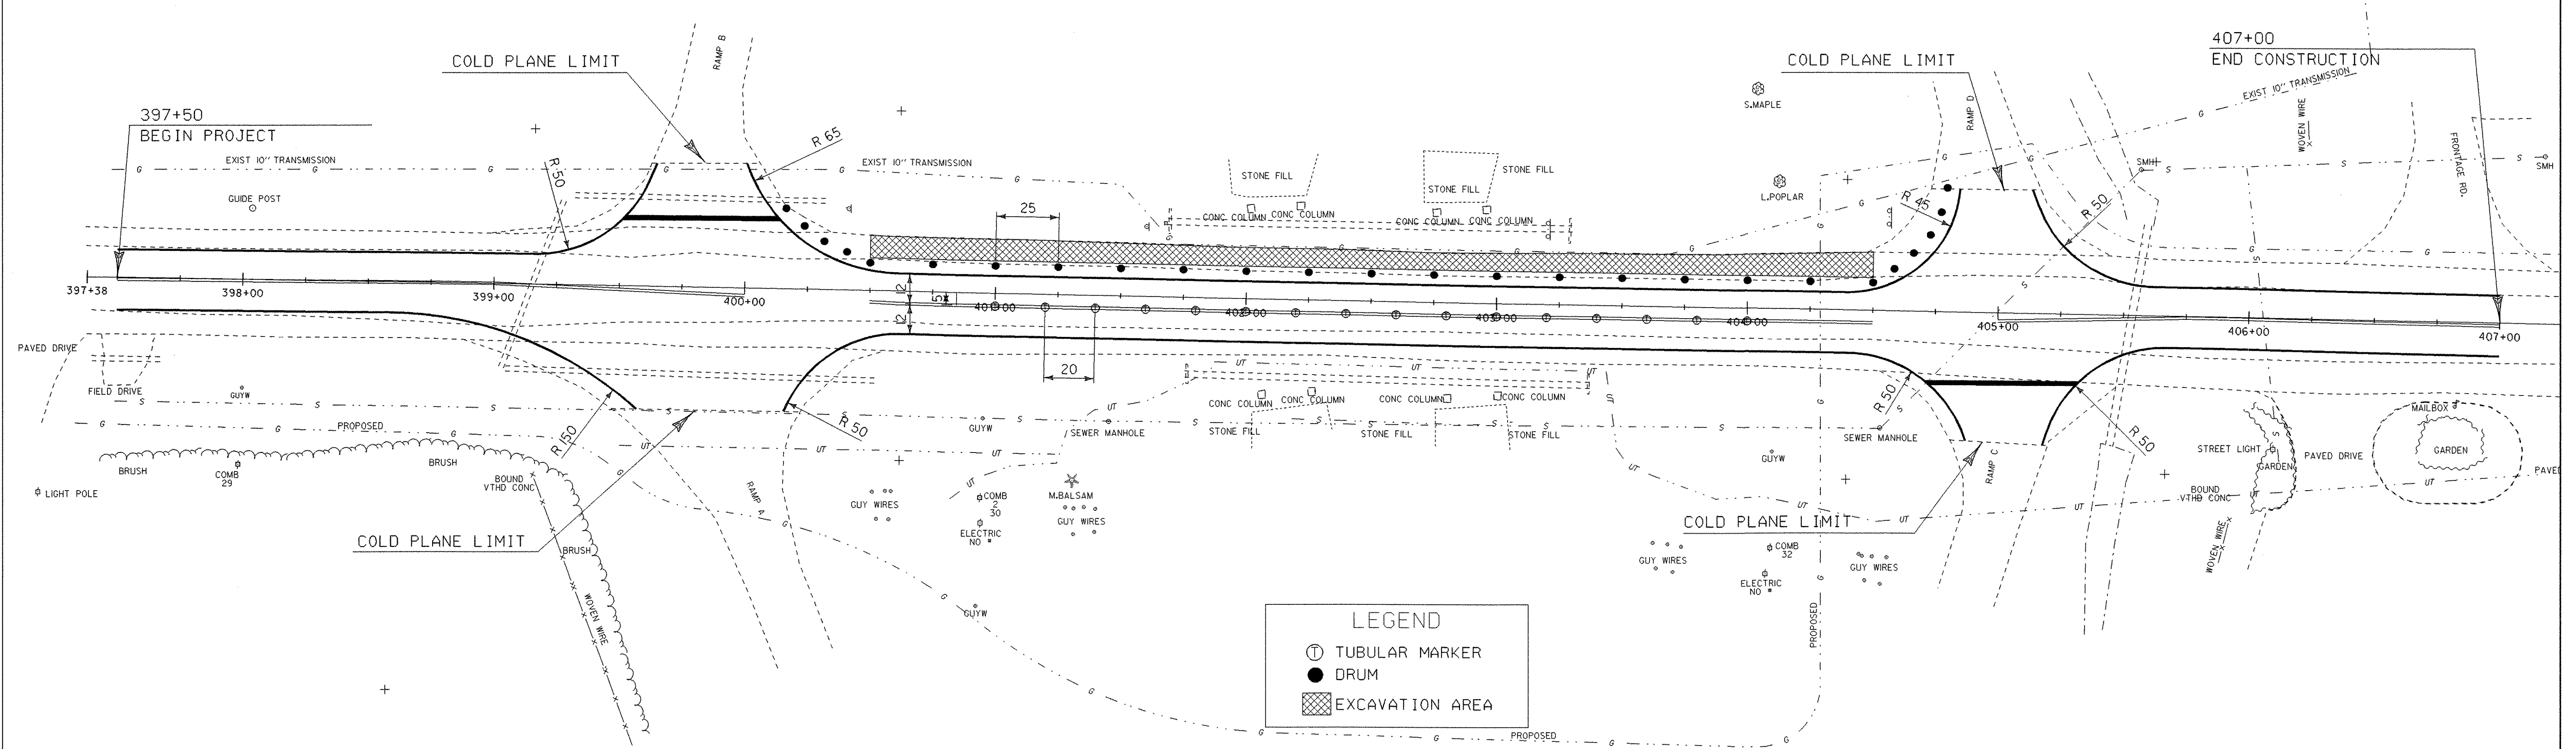 407+00
END CONSTRUCTION
COLD PLANE LIMIT
COLD PLANE LIMIT
RAMP B
RAMP D
EXIST 10" TRANSMISSION
S.MAPLE
397+50
BEGIN PROJECT
R 65
WOVEN WIRE
FRONTAGE RD.
EXIST 10" TRANSMISSION
EXIST 10" TRANSMISSION
R 50
STONE FILL
STONE FILL
STONE FILL
SMH
SMH
L.POPLAR
GUIDE POST
25
R 45
R 50
CONC COLUMN
CONC COLUMN
CONC COLUMN
CONC COLUMN
397+38
398+00
399+00
400+00
401+00
402+00
403+00
404+00
405+00
406+00
407+00
12
5
12
20
PAVED DRIVE
FIELD DRIVE
GUYW
CONC COLUMN
CONC COLUMN
CONC COLUMN
CONC COLUMN
R 50
R 50
R 150
R 50
PROPOSED
GUYW
SEWER MANHOLE
STONE FILL
STONE FILL
STONE FILL
SEWER MANHOLE
MAILBOX
GARDEN
STREET LIGHT
GARDEN
PAVED DRIVE
PAVED
BRUSH
COMB
29
BRUSH
BOUND
VTHD CONC
LIGHT POLE
GUYW
RAMP A
RAMP C
GUY WIRES
COMB
2
30
ELECTRIC
NO
M.BALSAM
GUY WIRES
BOUND
VTHD CONC
COLD PLANE LIMIT
COLD PLANE LIMIT
BRUSH
WOVEN WIRE
WOVEN WIRE
GUY WIRES
COMB
32
ELECTRIC
NO
GUY WIRES
GUYW
PROPOSED
LEGEND
T TUBULAR MARKER
DRUM
EXCAVATION AREA
PROPOSED